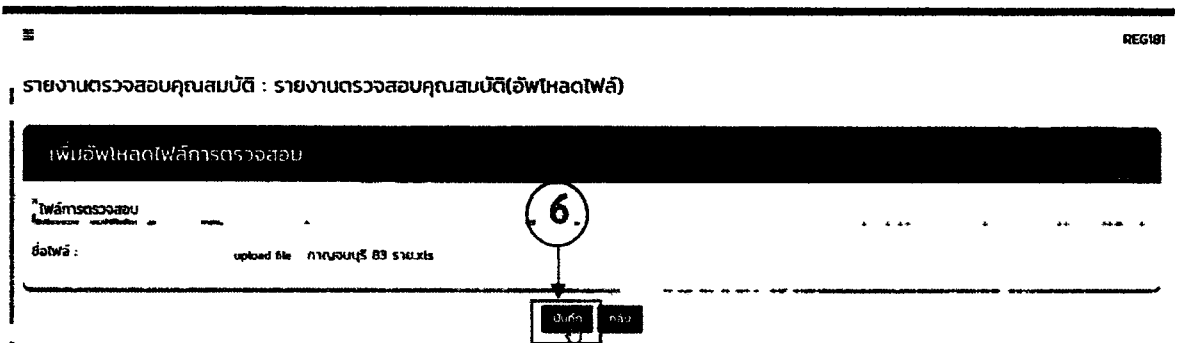 REG181
รายงานตรวจสอบคุณสมบัติ : รายงานตรวจสอบคุณสมบัติ(อัพโหลดไฟล์)
เพิ่มอัพโหลดไฟล์การตรวจสอบ
ไฟล์การตรวจสอบ
6
ชื่อไฟล์ : upload file กาญจนบุรี 83 ราย.xls
บันทึก กลับ